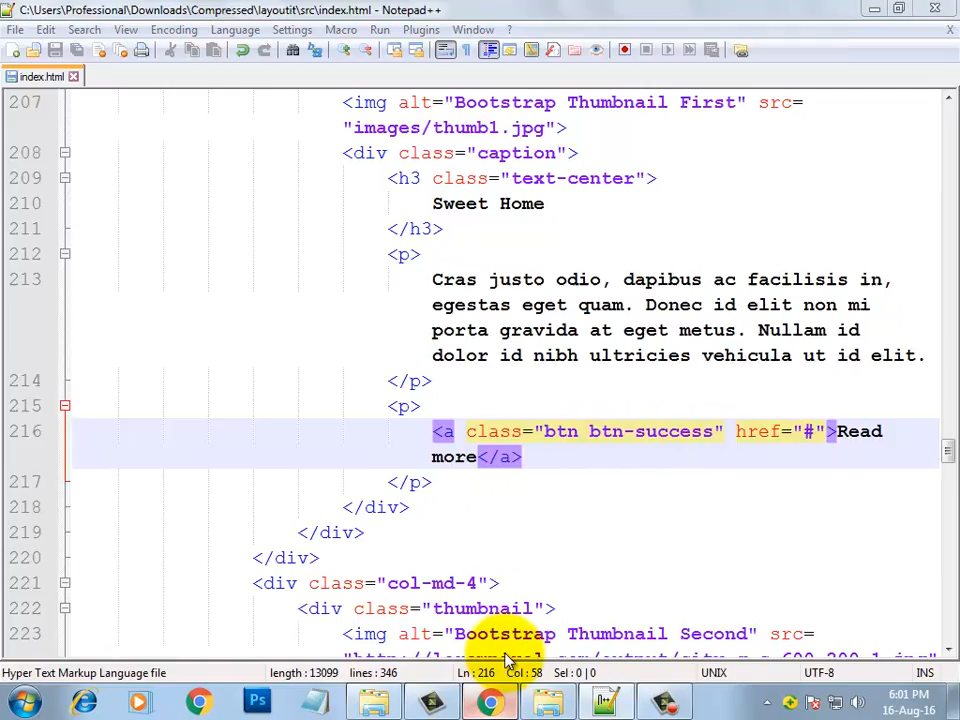 C:\Users\Professional\Downloads\Compressed\layoutit\src\index.html - Notepad++
File Edit Search View Encoding Language Settings Macro Run Plugins Window ? X
index.html
207 <img alt="Bootstrap Thumbnail First" src=
"images/thumb1.jpg">
208 <div class="caption">
209 <h3 class="text-center">
210 Sweet Home
211 </h3>
212 <p>
213 Cras justo odio, dapibus ac facilisis in,
egestas eget quam. Donec id elit non mi
porta gravida at eget metus. Nullam id
dolor id nibh ultricies vehicula ut id elit.
214 </p>
215 <p>
216 <a class="btn btn-success" href="#">Read
more</a>
217 </p>
218 </div>
219 </div>
220 </div>
221 <div class="col-md-4">
222 <div class="thumbnail">
223 <img alt="Bootstrap Thumbnail Second" src=
Hyper Text Markup Language file length : 13099 lines : 346 Ln : 216 Col : 58 Sel : 0 | 0 UNIX UTF-8 INS
Ps
6:01 PM
16-Aug-16